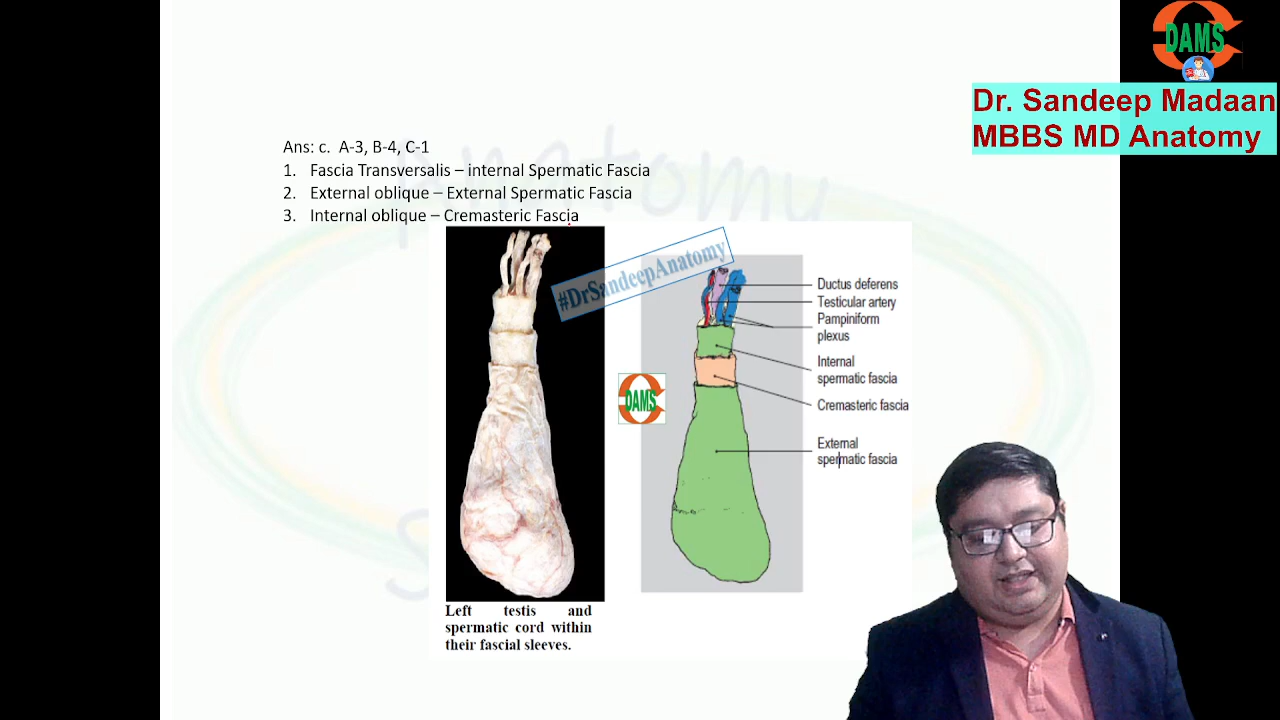 DAMS
Dr. Sandeep Madaan
MBBS MD Anatomy
Anatomy
Ans: c. A-3, B-4, C-1
1. Fascia Transversalis – internal Spermatic Fascia
2. External oblique – External Spermatic Fascia
3. Internal oblique – Cremasteric Fascia
#DrSandeepAnatomy
Ductus deferens
Testicular artery
Pampiniform
plexus
Internal
spermatic fascia
DAMS
Cremasteric fascia
External
spermatic fascia
Left testis and
spermatic cord within
their fascial sleeves.